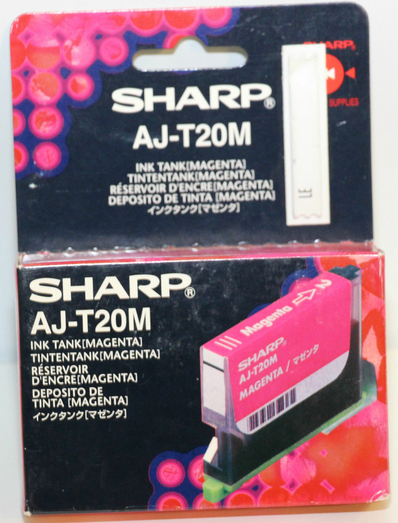 SHARP
SUPPLIES
SHARP®
AJ-T20M
INK TANK[MAGENTA]
TINTENTANK[MAGENTA]
RÉSERVOIR D'ENCRE[MAGENTA]
DEPOSITO DE TINTA [MAGENTA]
インクタンク[マゼンタ]
LE
SHARP®
AJ-T20M
INK TANK[MAGENTA]
TINTENTANK[MAGENTA]
RÉSERVOIR
D'ENCRE[MAGENTA]
DEPOSITO DE
TINTA [MAGENTA]
インクタンク[マゼンタ]
Magenta
SHARP
AJ-T20M
MAGENTA / マゼンタ